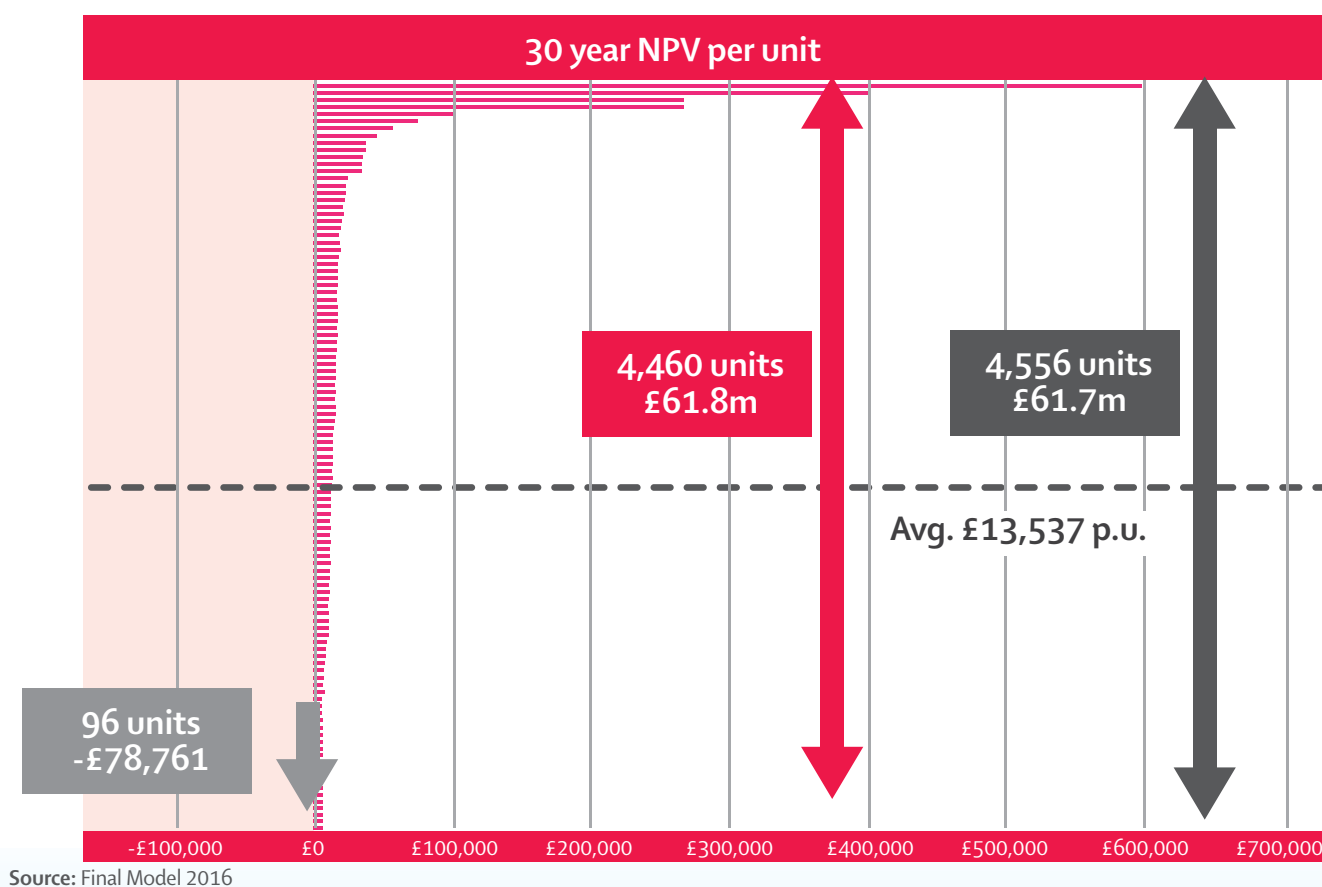 30 year NPV per unit
4,460 units
£61.8m
4,556 units
£61.7m
Avg. £13,537 p.u.
96 units
-£78,761
-£100,000 £0 £100,000 £200,000 £300,000 £400,000 £500,000 £600,000 £700,000
Source: Final Model 2016